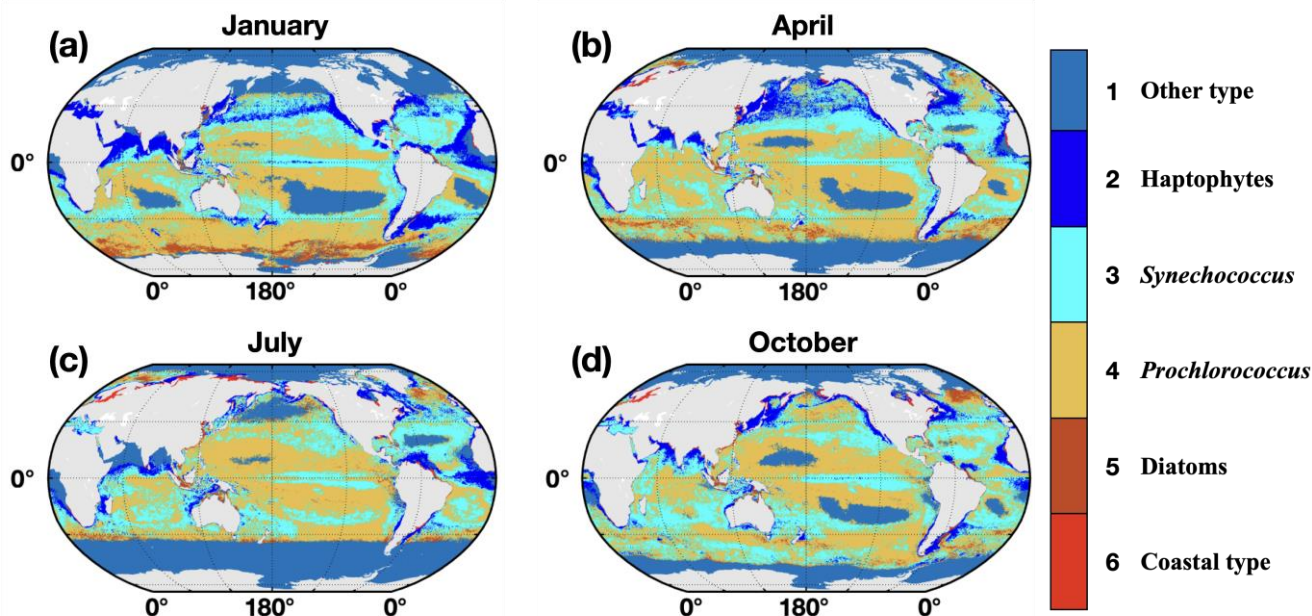 January
(a)
0°
0° 180° 0°
April
(b)
0°
0° 180° 0°
July
(c)
0°
0° 180° 0°
October
(d)
0°
0° 180° 0°
1 Other type
2 Haptophytes
3 Synechococcus
4 Prochlorococcus
5 Diatoms
6 Coastal type